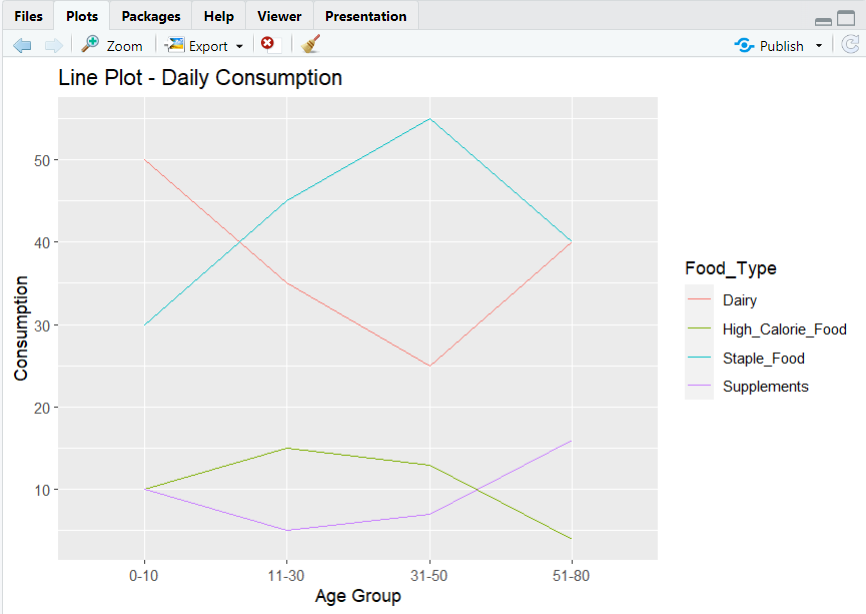 Files Plots Packages Help Viewer Presentation
Zoom Export Publish
Line Plot - Daily Consumption
50
40
30
20
10
Consumption
0-10 11-30 31-50 51-80
Age Group
Food_Type
Dairy
High_Calorie_Food
Staple_Food
Supplements